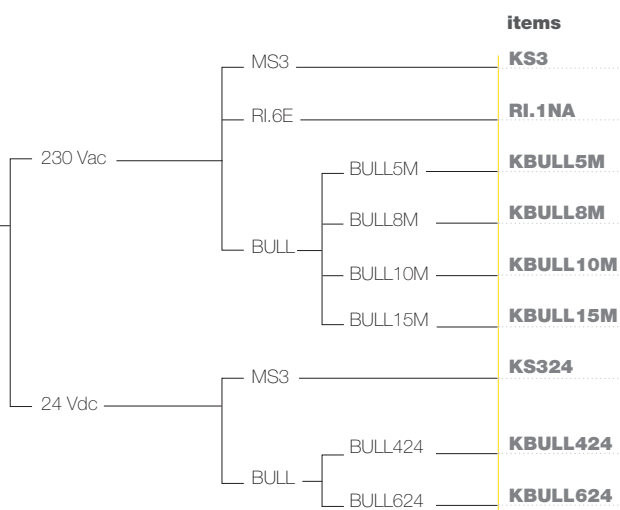 items
MS3 KS3
RI.6E RI.1NA
230 Vac BULL5M KBULL5M
BULL8M KBULL8M
BULL
BULL10M KBULL10M
BULL15M KBULL15M
MS3 KS324
24 Vdc
BULL424 KBULL424
BULL
BULL624 KBULL624